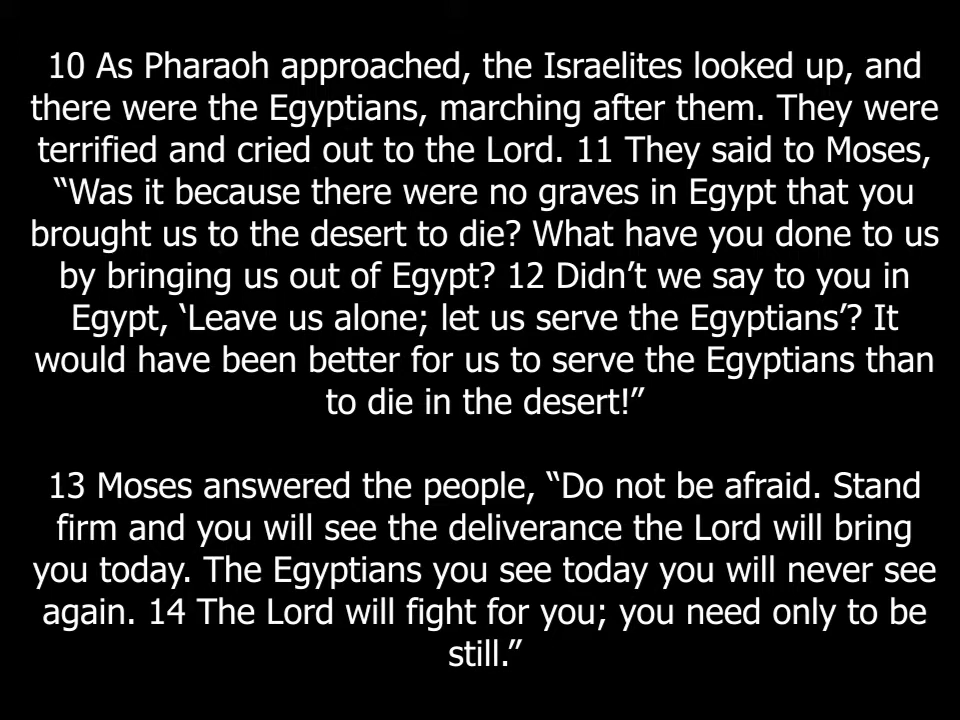 10 As Pharaoh approached, the Israelites looked up, and
there were the Egyptians, marching after them. They were
terrified and cried out to the Lord. 11 They said to Moses,
“Was it because there were no graves in Egypt that you
brought us to the desert to die? What have you done to us
by bringing us out of Egypt? 12 Didn’t we say to you in
Egypt, ‘Leave us alone; let us serve the Egyptians’? It
would have been better for us to serve the Egyptians than
to die in the desert!”
13 Moses answered the people, “Do not be afraid. Stand
firm and you will see the deliverance the Lord will bring
you today. The Egyptians you see today you will never see
again. 14 The Lord will fight for you; you need only to be
still.”